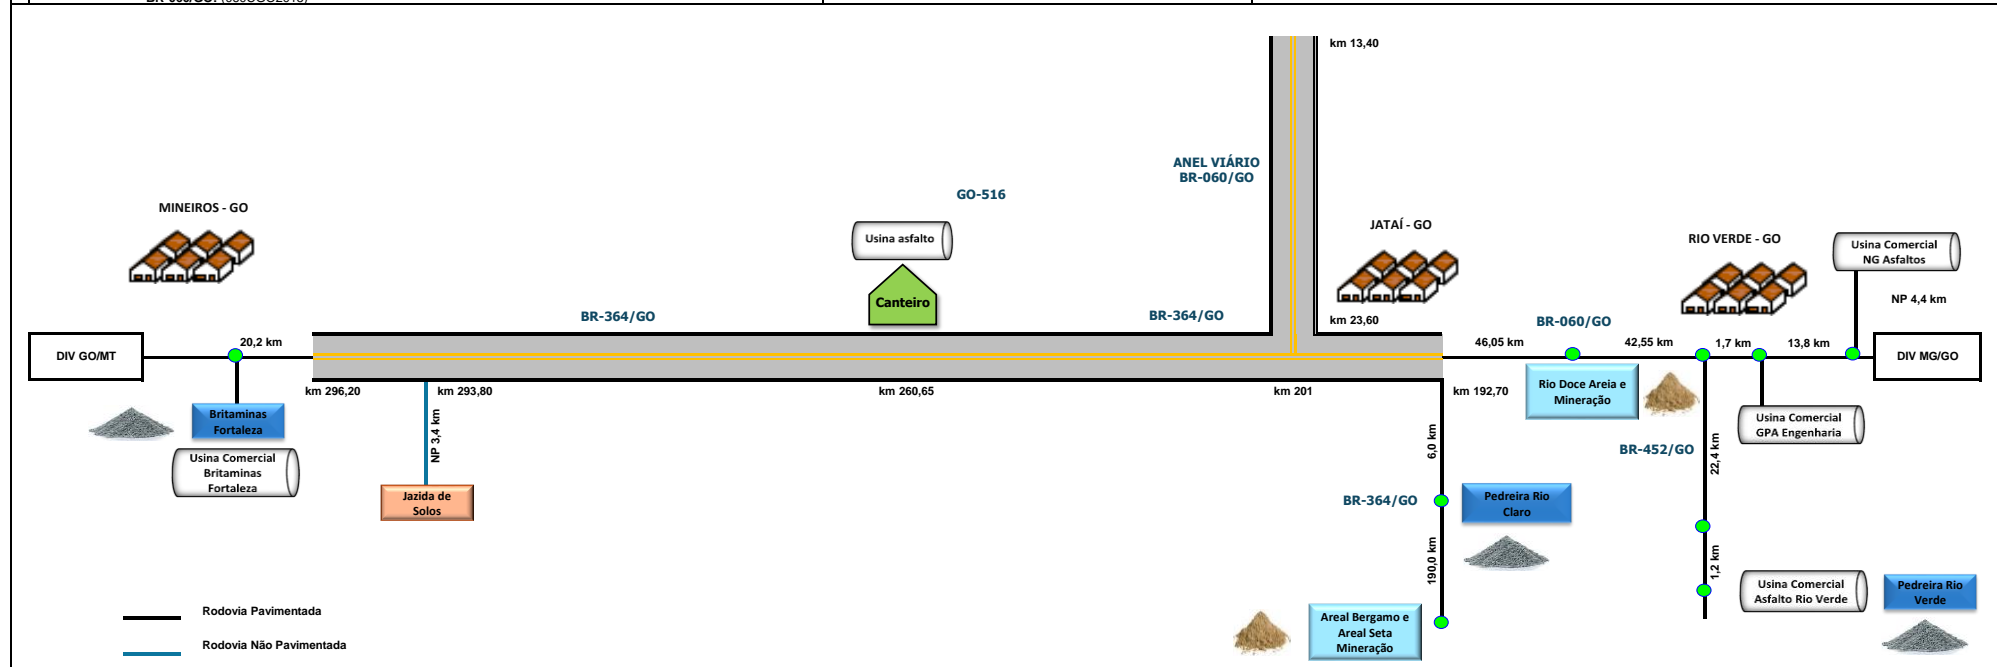 km 13,40
ANEL VIÁRIO
BR-060/GO
GO-516
MINEIROS - GO
JATAÍ - GO
RIO VERDE - GO
Usina asfalto
Usina Comercial
NG Asfaltos
Canteiro
NP 4,4 km
BR-364/GO
BR-364/GO
km 23,60
BR-060/GO
DIV GO/MT
20,2 km
46,05 km
42,55 km
1,7 km
13,8 km
DIV MG/GO
km 296,20
km 293,80
km 260,65
km 201
km 192,70
Rio Doce Areia e
Mineração
Britaminas
Fortaleza
Usina Comercial
GPA Engenharia
NP 3,4 km
6,0 km
BR-452/GO
22,4 km
Usina Comercial
Britaminas
Fortaleza
Jazida de
Solos
BR-364/GO
Pedreira Rio
Claro
190,0 km
1,2 km
Usina Comercial
Asfalto Rio Verde
Pedreira Rio
Verde
Rodovia Pavimentada
Areal Bergamo e
Areal Seta
Mineração
Rodovia Não Pavimentada